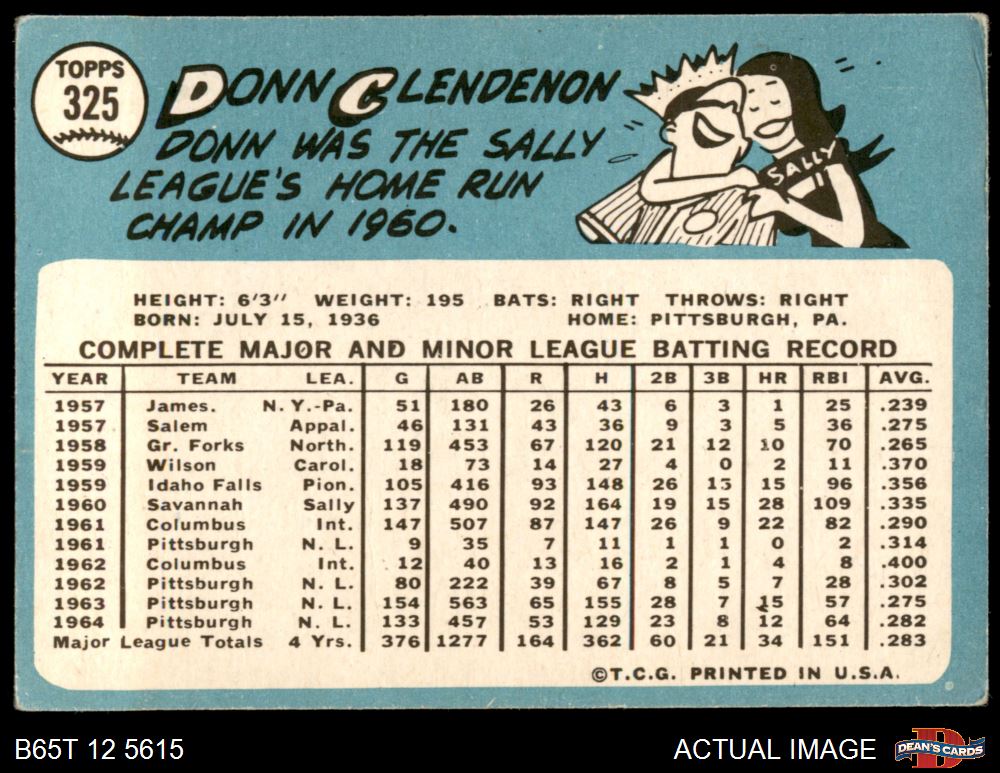 TOPPS
325
DONN CLENDENON
DONN WAS THE SALLY
LEAGUE'S HOME RUN
CHAMP IN 1960.
SALLY
HEIGHT: 6'3" WEIGHT: 195 BATS: RIGHT THROWS: RIGHT
BORN: JULY 15, 1936 HOME: PITTSBURGH, PA.
COMPLETE MAJOR AND MINOR LEAGUE BATTING RECORD
YEAR TEAM LEA. G AB R H 2B 3B HR RBI AVG.
1957 James. N.Y.-Pa. 51 180 26 43 6 3 1 25 .239
1957 Salem Appal. 46 131 43 36 9 3 5 36 .275
1958 Gr. Forks North. 119 453 67 120 21 12 10 70 .265
1959 Wilson Carol. 18 73 14 27 4 0 2 11 .370
1959 Idaho Falls Pion. 105 416 93 148 26 13 15 96 .356
1960 Savannah Sally 137 490 92 164 19 15 28 109 .335
1961 Columbus Int. 147 507 87 147 26 9 22 82 .290
1961 Pittsburgh N. L. 9 35 7 11 1 1 0 2 .314
1962 Columbus Int. 12 40 13 16 2 1 4 8 .400
1962 Pittsburgh N. L. 80 222 39 67 8 5 7 28 .302
1963 Pittsburgh N. L. 154 563 65 155 28 7 15 57 .275
1964 Pittsburgh N. L. 133 457 53 129 23 8 12 64 .282
Major League Totals 4 Yrs. 376 1277 164 362 60 21 34 151 .283
©T.C.G. PRINTED IN U.S.A.
B65T 12 5615 ACTUAL IMAGE DEAN'S CARDS